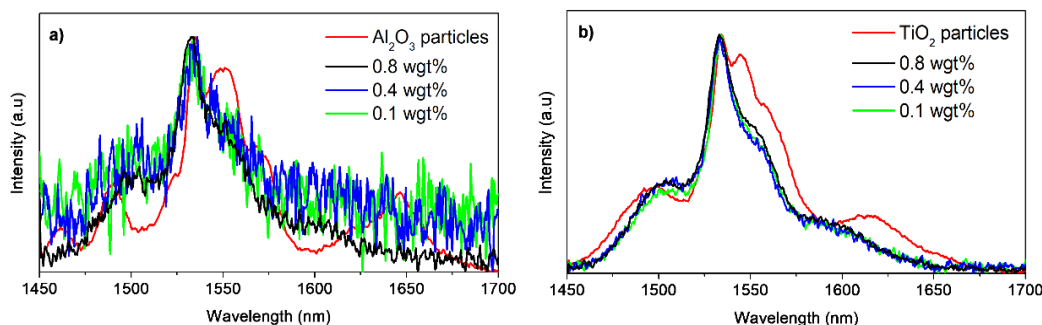 a)
Al₂O₃ particles
0.8 wgt%
0.4 wgt%
0.1 wgt%
Intensity (a.u)
1450 1500 1550 1600 1650 1700
Wavelength (nm)
b)
TiO₂ particles
0.8 wgt%
0.4 wgt%
0.1 wgt%
Intensity (a.u)
1450 1500 1550 1600 1650 1700
Wavelength (nm)